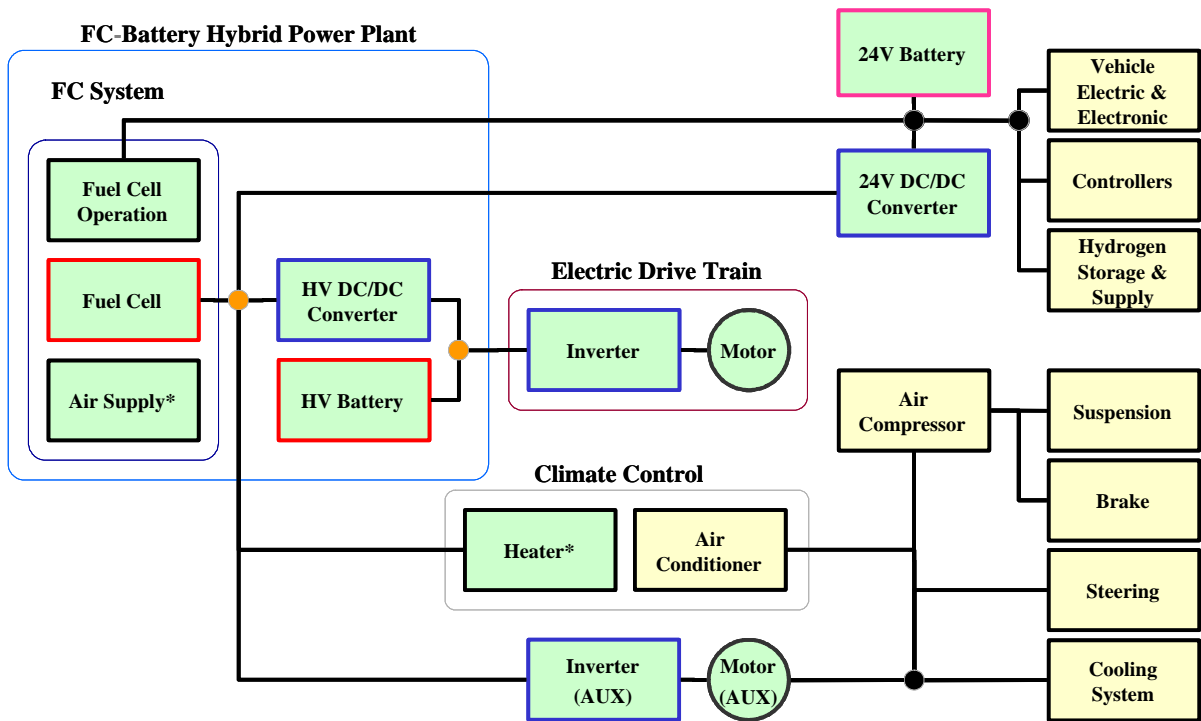 FC-Battery Hybrid Power Plant
FC System
Fuel Cell
Operation
Fuel Cell
Air Supply*
HV DC/DC
Converter
HV Battery
24V Battery
24V DC/DC
Converter
Vehicle
Electric &
Electronic
Controllers
Hydrogen
Storage &
Supply
Electric Drive Train
Inverter
Motor
Air
Compressor
Suspension
Brake
Climate Control
Heater*
Air
Conditioner
Steering
Inverter
(AUX)
Motor
(AUX)
Cooling
System